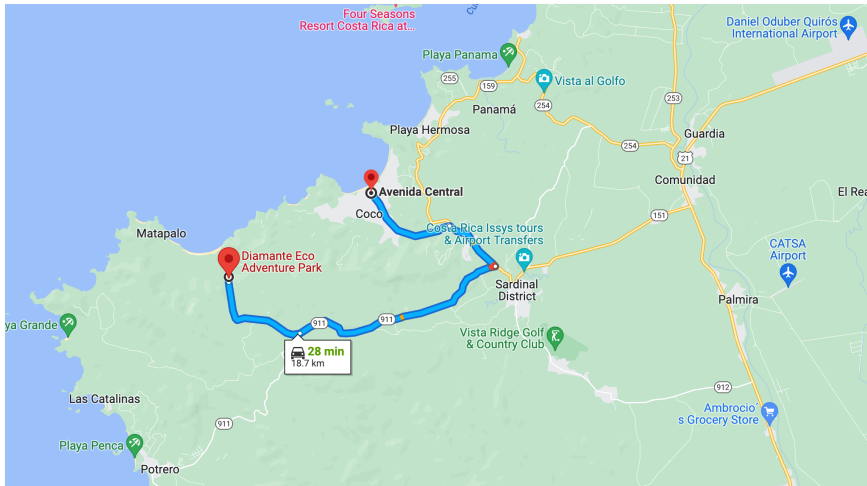 Four Seasons
Resort Costa Rica at...
Cu
Daniel Oduber Quirós
International Airport
Playa Panama
Vista al Golfo
255
159
254
253
Panamá
Playa Hermosa
Guardia
254
21
Comunidad
Avenida Central
El Rea
Coco
151
Matapalo
Costa Rica Issys tours
& Airport Transfers
Diamante Eco
Adventure Park
CATSA
Airport
Sardinal
District
Palmira
ya Grande
911
911
Vista Ridge Golf
& Country Club
28 min
18.7 km
912
Las Catalinas
Ambrocio´
s Grocery Store
911
Playa Penca
Potrero